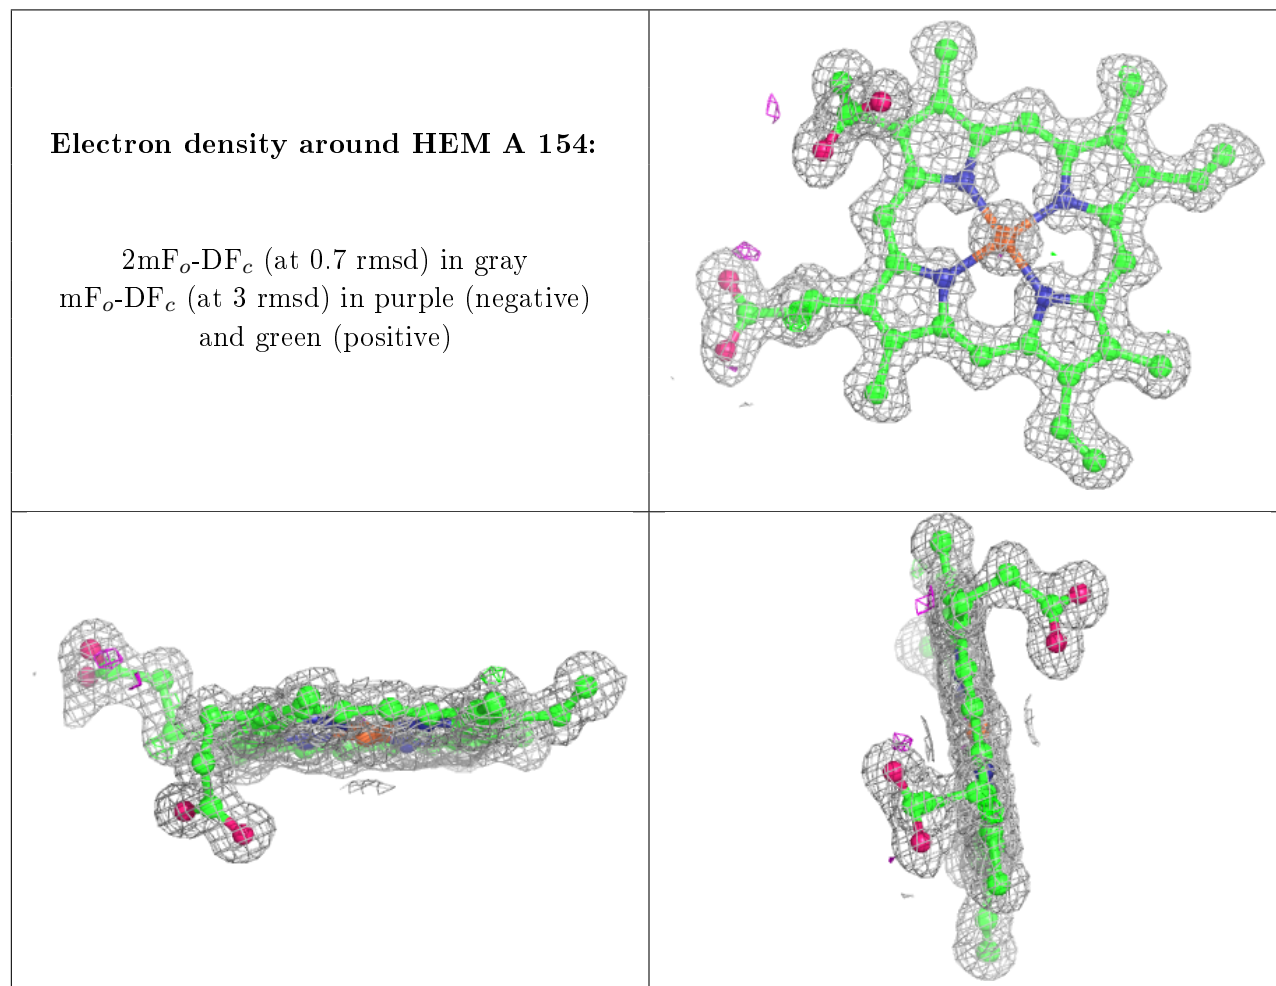 Electron density around HEM A 154:
2mFo-DFc (at 0.7 rmsd) in gray
mFo-DFc (at 3 rmsd) in purple (negative)
and green (positive)